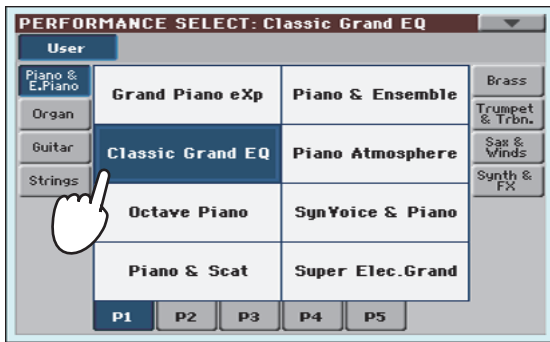 PERFORMANCE SELECT: Classic Grand EQ
User
Piano &
E.Piano
Organ
Guitar
Strings
Grand Piano eXp
Piano & Ensemble
Classic Grand EQ
Piano Atmosphere
Octave Piano
SynVoice & Piano
Piano & Scat
Super Elec.Grand
Brass
Trumpet
& Trbn.
Sax &
Winds
Synth &
FX
P1
P2
P3
P4
P5